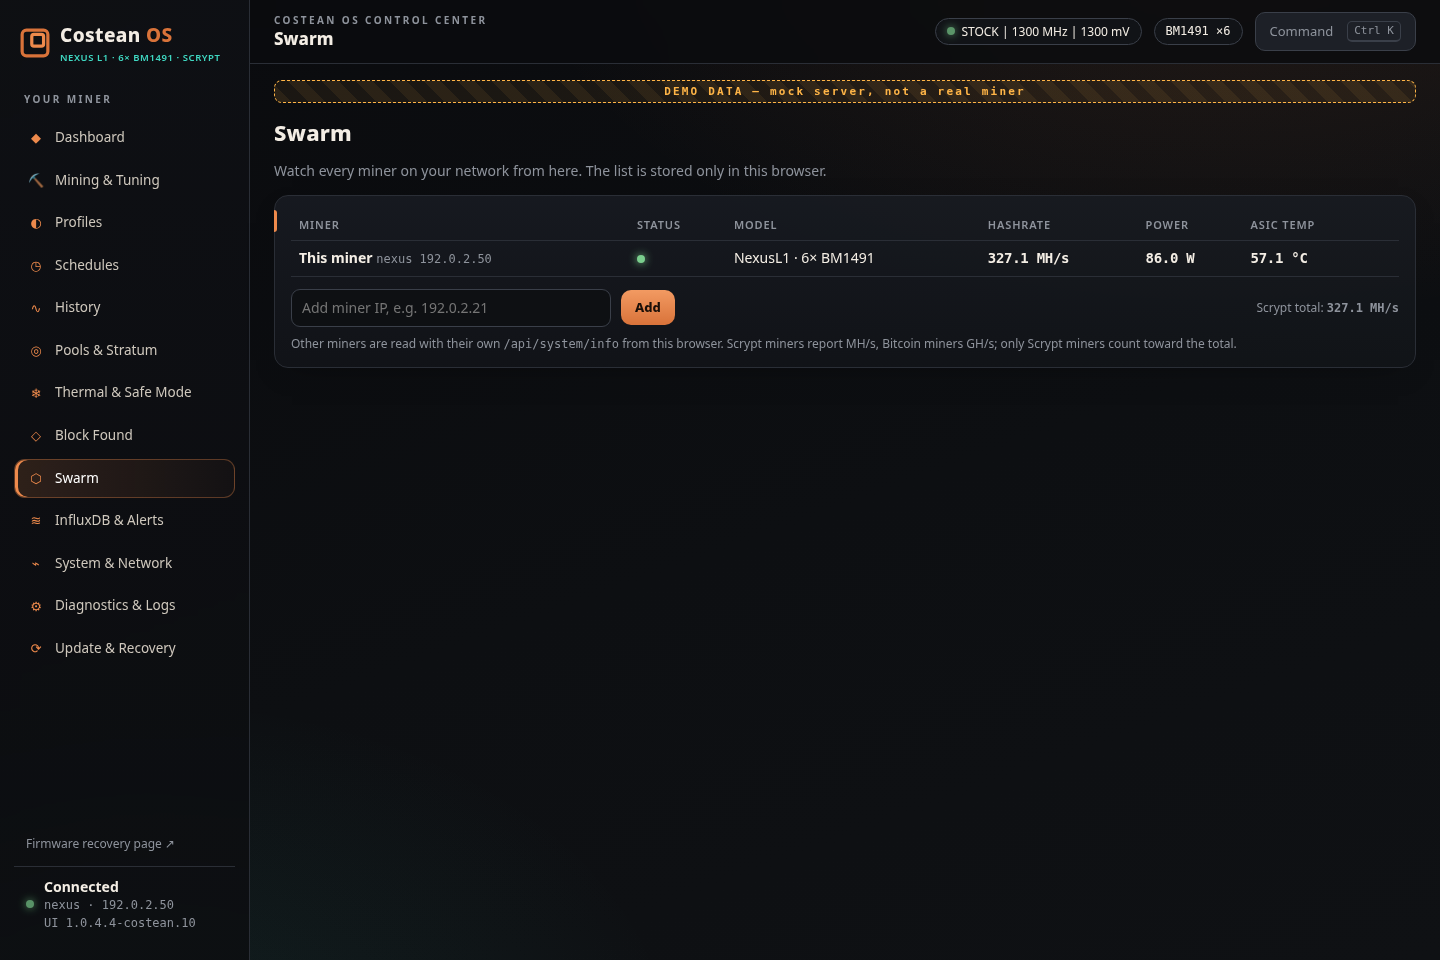 Costean OS
NEXUS L1 · 6× BM1491 · SCRYPT
YOUR MINER
Dashboard
Mining & Tuning
Profiles
Schedules
History
Pools & Stratum
Thermal & Safe Mode
Block Found
Swarm
InfluxDB & Alerts
System & Network
Diagnostics & Logs
Update & Recovery
Firmware recovery page ↗
Connected
nexus · 192.0.2.50
UI 1.0.4.4-costean.10
COSTEAN OS CONTROL CENTER
Swarm
STOCK | 1300 MHz | 1300 mV
BM1491 ×6
Command Ctrl K
DEMO DATA — mock server, not a real miner
Swarm
Watch every miner on your network from here. The list is stored only in this browser.
MINER STATUS MODEL HASHRATE POWER ASIC TEMP
This miner nexus 192.0.2.50 NexusL1 · 6× BM1491 327.1 MH/s 86.0 W 57.1 °C
Add miner IP, e.g. 192.0.2.21 Add Scrypt total: 327.1 MH/s
Other miners are read with their own /api/system/info from this browser. Scrypt miners report MH/s, Bitcoin miners GH/s; only Scrypt miners count toward the total.